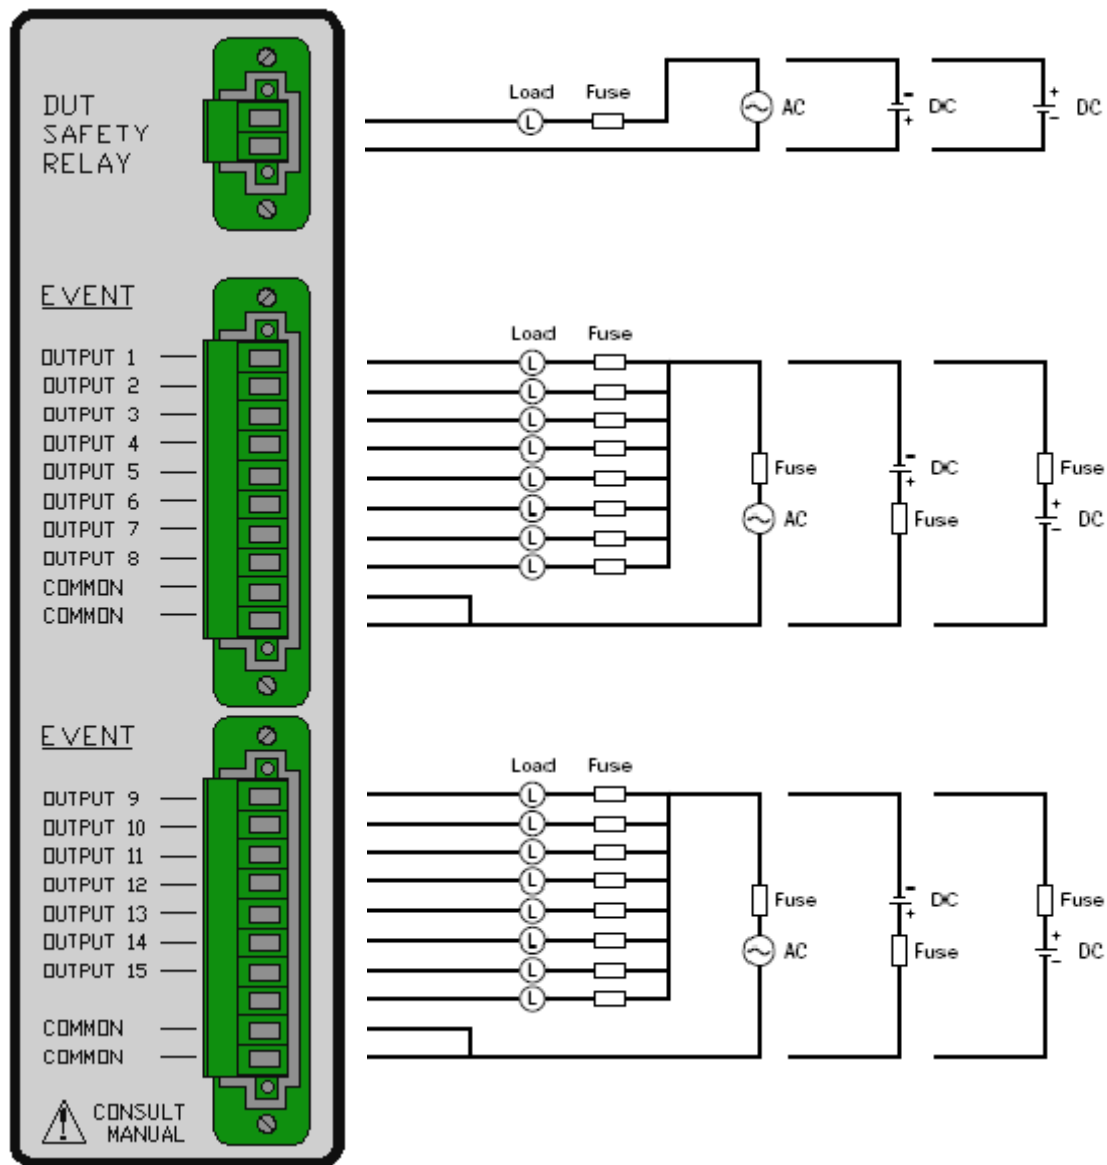 DUT
SAFETY
RELAY
Load Fuse
L
AC
- DC +
+ DC -
EVENT
OUTPUT 1
OUTPUT 2
OUTPUT 3
OUTPUT 4
OUTPUT 5
OUTPUT 6
OUTPUT 7
OUTPUT 8
COMMON
COMMON
Load Fuse
L
L
L
L
L
L
L
L
Fuse
AC
- DC +
Fuse
Fuse
+ DC -
EVENT
OUTPUT 9
OUTPUT 10
OUTPUT 11
OUTPUT 12
OUTPUT 13
OUTPUT 14
OUTPUT 15
COMMON
COMMON
Load Fuse
L
L
L
L
L
L
L
L
Fuse
AC
- DC +
Fuse
Fuse
+ DC -
! CONSULT
MANUAL